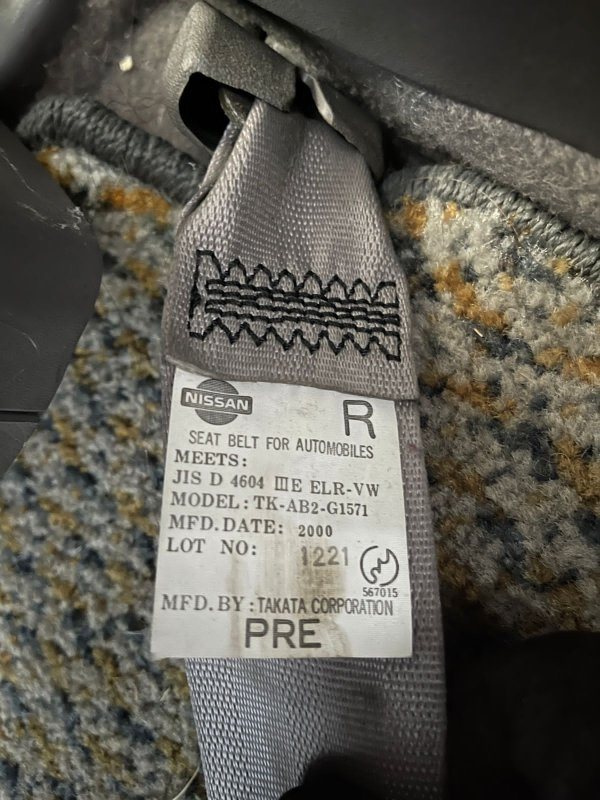 NISSAN
R
SEAT BELT FOR AUTOMOBILES
MEETS:
JIS D 4604 ⅢE ELR-VW
MODEL: TK-AB2-G1571
MFD. DATE: 2000
LOT NO: 1221
567015
MFD. BY: TAKATA CORPORATION
PRE